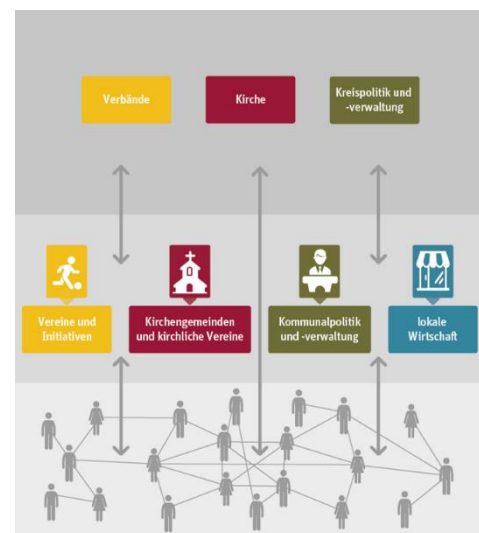 Verbände
Kirche
Kreispolitik und
-verwaltung
Vereine und
Initiativen
Kirchengemeinden
und kirchliche Vereine
Kommunalpolitik
und -verwaltung
lokale
Wirtschaft